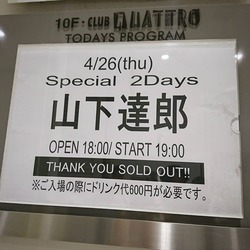 10F・CLUB QUATTRO
TODAYS PROGRAM
4/26(thu)
Special 2Days
山下達郎
OPEN 18:00/ START 19:00
THANK YOU SOLD OUT!!
※ご入場の際にドリンク代600円が必要です。